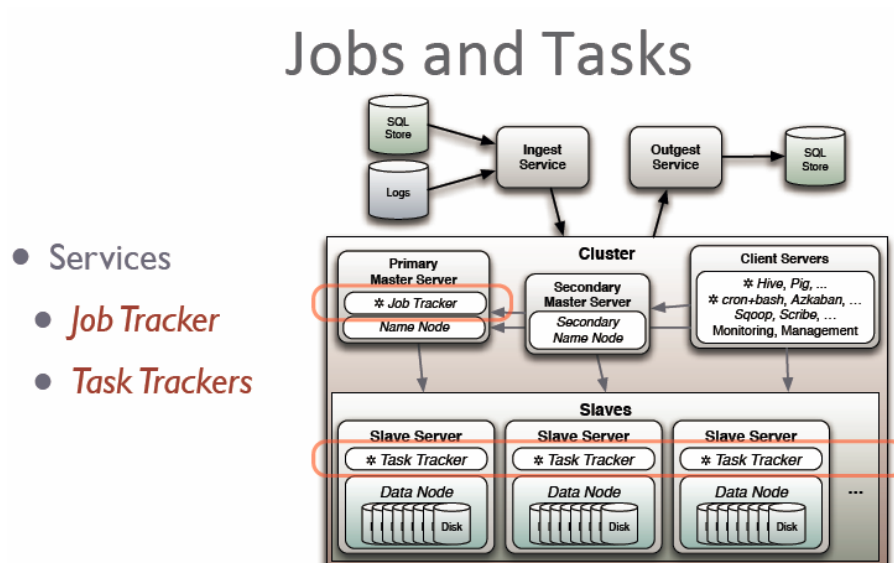 Jobs and Tasks
SQL
Store
Logs
Ingest
Service
Outgest
Service
SQL
Store
• Services
• Job Tracker
• Task Trackers
Cluster
Primary
Master Server
✲ Job Tracker
Name Node
Secondary
Master Server
Secondary
Name Node
Client Servers
✲ Hive, Pig, ...
✲ cron+bash, Azkaban, ...
Sqoop, Scribe, ...
Monitoring, Management
Slaves
Slave Server
✲ Task Tracker
Data Node
Disk
Slave Server
✲ Task Tracker
Data Node
Disk
Slave Server
✲ Task Tracker
Data Node
Disk
...